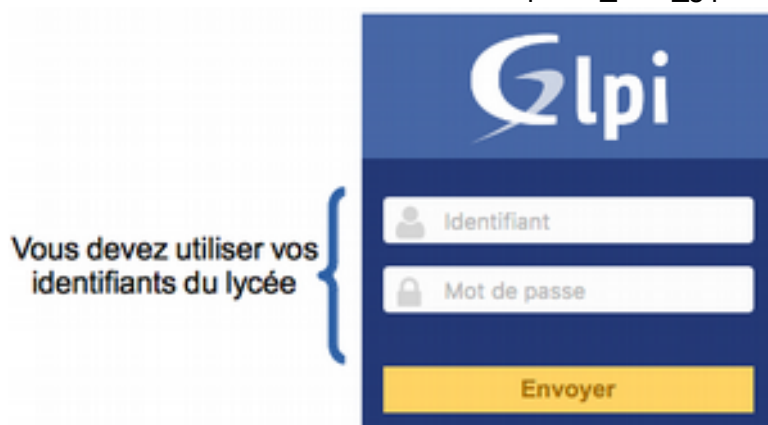 Glpi
Identifiant
Vous devez utiliser vos
identifiants du lycée
Mot de passe
Envoyer